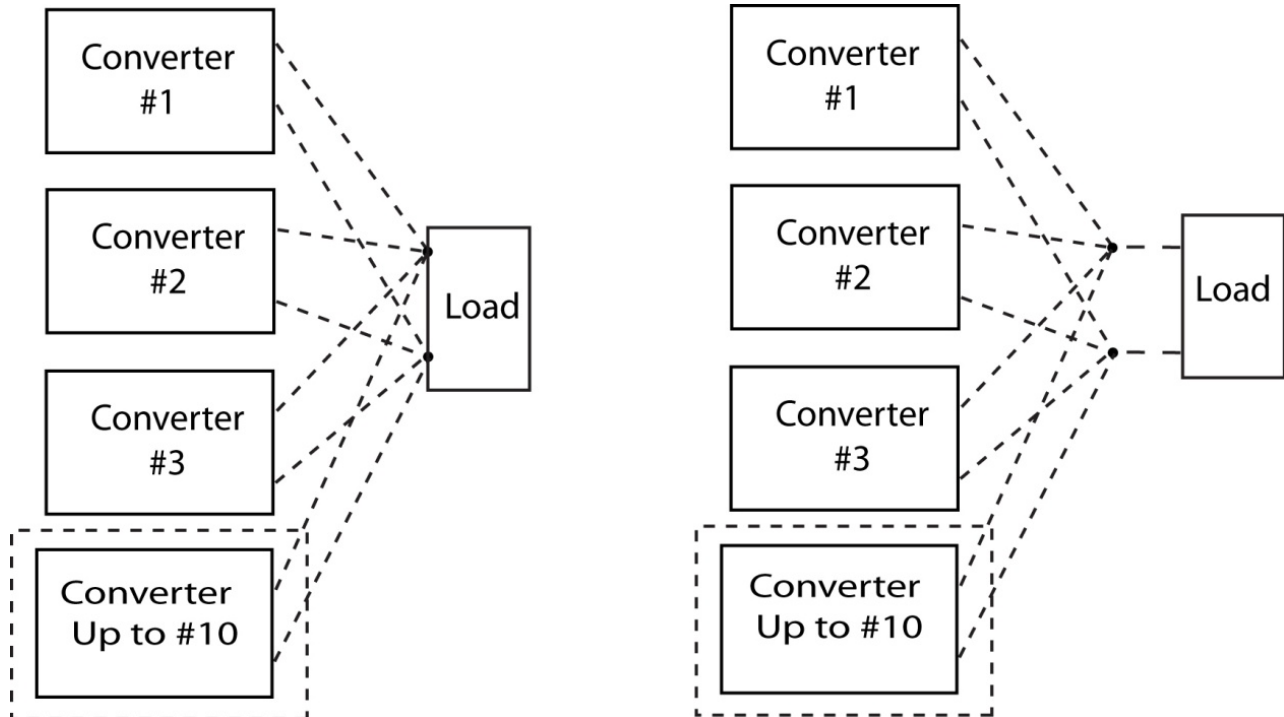 Converter
#1
Converter
#2
Converter
#3
Converter
Up to #10
Load
Converter
#1
Converter
#2
Converter
#3
Converter
Up to #10
Load